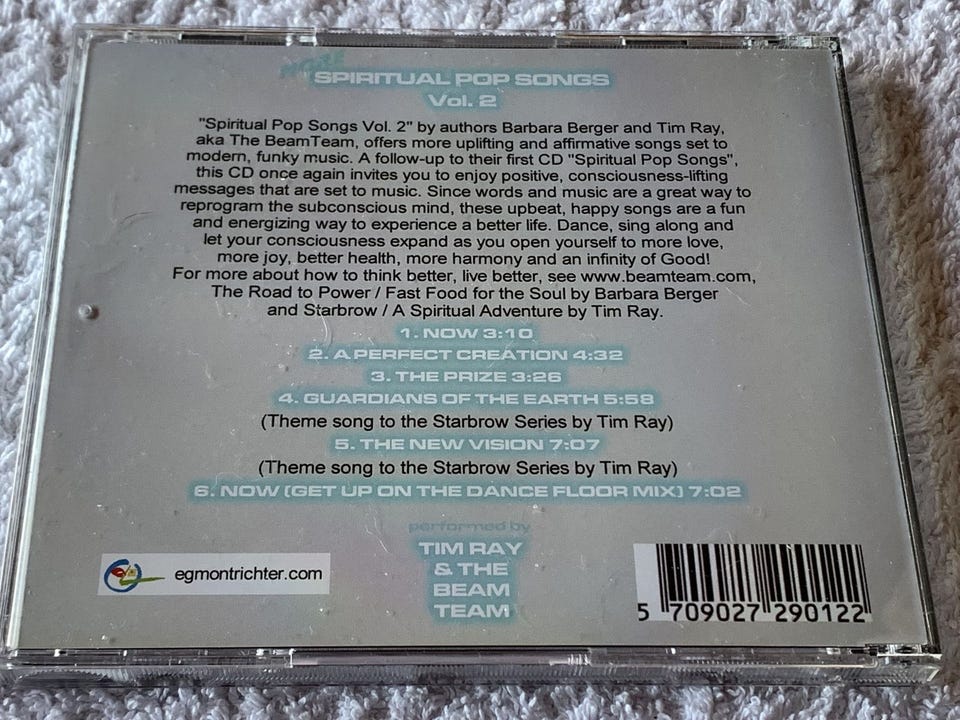 MORE
SPIRITUAL POP SONGS
Vol. 2
"Spiritual Pop Songs Vol. 2" by authors Barbara Berger and Tim Ray,
aka The BeamTeam, offers more uplifting and affirmative songs set to
modern, funky music. A follow-up to their first CD "Spiritual Pop Songs",
this CD once again invites you to enjoy positive, consciousness-lifting
messages that are set to music. Since words and music are a great way to
reprogram the subconscious mind, these upbeat, happy songs are a fun
and energizing way to experience a better life. Dance, sing along and
let your consciousness expand as you open yourself to more love,
more joy, better health, more harmony and an infinity of Good!
For more about how to think better, live better, see www.beamteam.com,
The Road to Power / Fast Food for the Soul by Barbara Berger
and Starbrow / A Spiritual Adventure by Tim Ray.
1. NOW 3:10
2. A PERFECT CREATION 4:32
3. THE PRIZE 3:26
4. GUARDIANS OF THE EARTH 5:58
(Theme song to the Starbrow Series by Tim Ray)
5. THE NEW VISION 7:07
(Theme song to the Starbrow Series by Tim Ray)
6. NOW (GET UP ON THE DANCE FLOOR MIX) 7:02
performed by
TIM RAY
& THE
BEAM
TEAM
egmontrichter.com
5 709027 290122